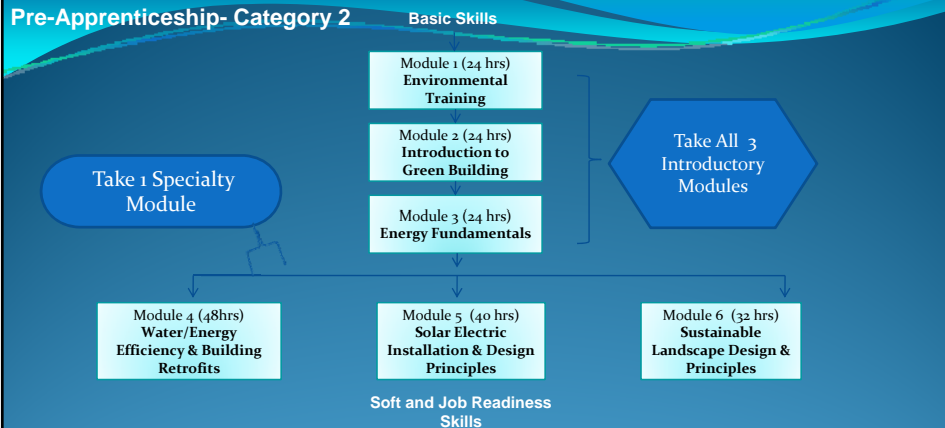 Pre-Apprenticeship- Category 2
Basic Skills
Module 1 (24 hrs)
Environmental
Training
Module 2 (24 hrs)
Introduction to
Green Building
Module 3 (24 hrs)
Energy Fundamentals
Take All 3
Introductory
Modules
Take 1 Specialty
Module
Module 4 (48hrs)
Water/Energy
Efficiency & Building
Retrofits
Module 5 (40 hrs)
Solar Electric
Installation & Design
Principles
Module 6 (32 hrs)
Sustainable
Landscape Design &
Principles
Soft and Job Readiness
Skills